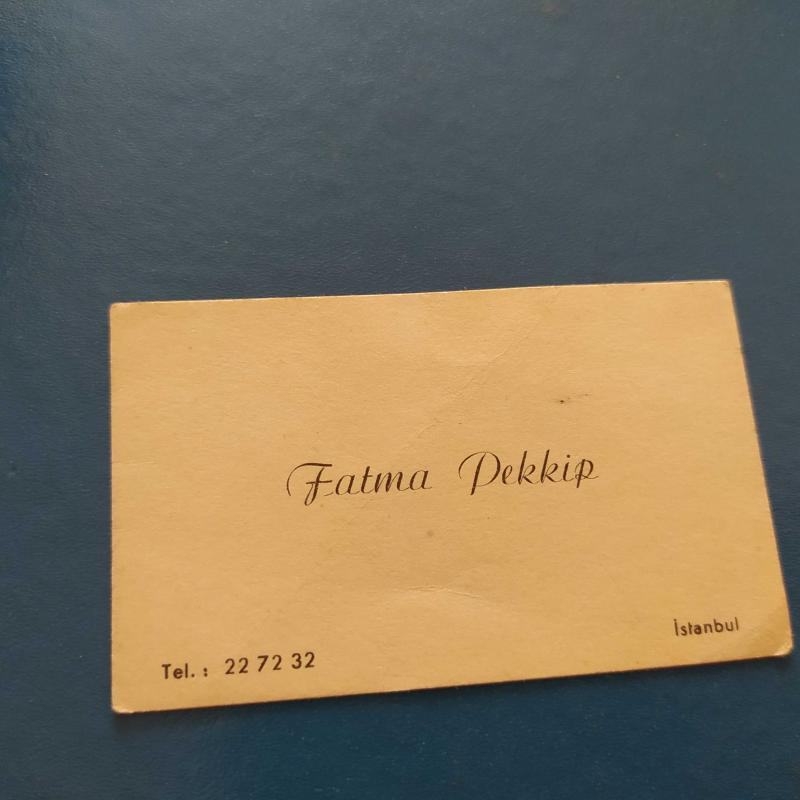 Fatma Pekkip
İstanbul
Tel. : 22 72 32